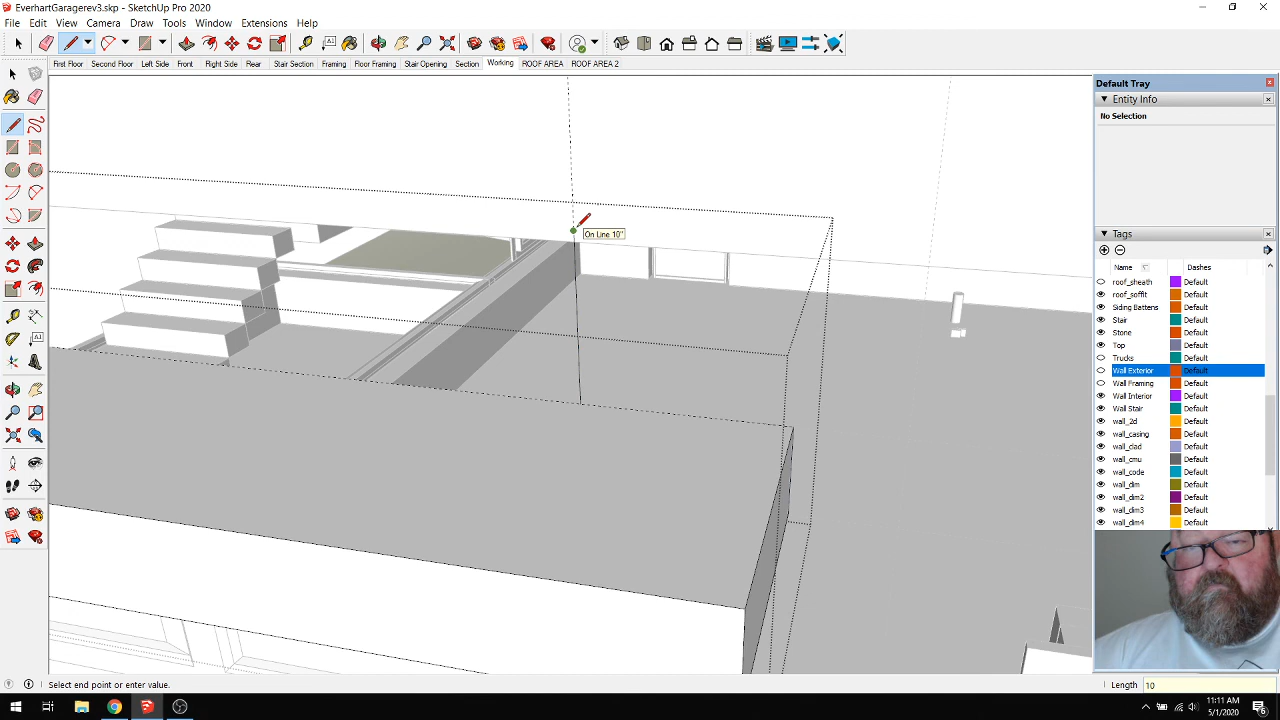 EverhartGaragerev3.skp - SketchUp Pro 2020
File Edit View Camera Draw Tools Window Extensions Help
First Floor Second Floor Left Side Front Right Side Rear Stair Section Framing Floor Framing Stair Opening Section Working ROOF AREA ROOF AREA 2
Default Tray
Entity Info
No Selection
On Line 10"
Tags
Name Dashes
roof_sheath Default
roof_soffit Default
Siding Battens Default
Stair Default
Stone Default
Top Default
Trucks Default
Wall Exterior Default
Wall Framing Default
Wall Interior Default
Wall Stair Default
wall_2d Default
wall_casing Default
wall_clad Default
wall_cmu Default
wall_code Default
wall_dim Default
wall_dim2 Default
wall_dim3 Default
wall_dim4 Default
Select end point or enter value.
Length 10
11:11 AM
5/1/2020
6